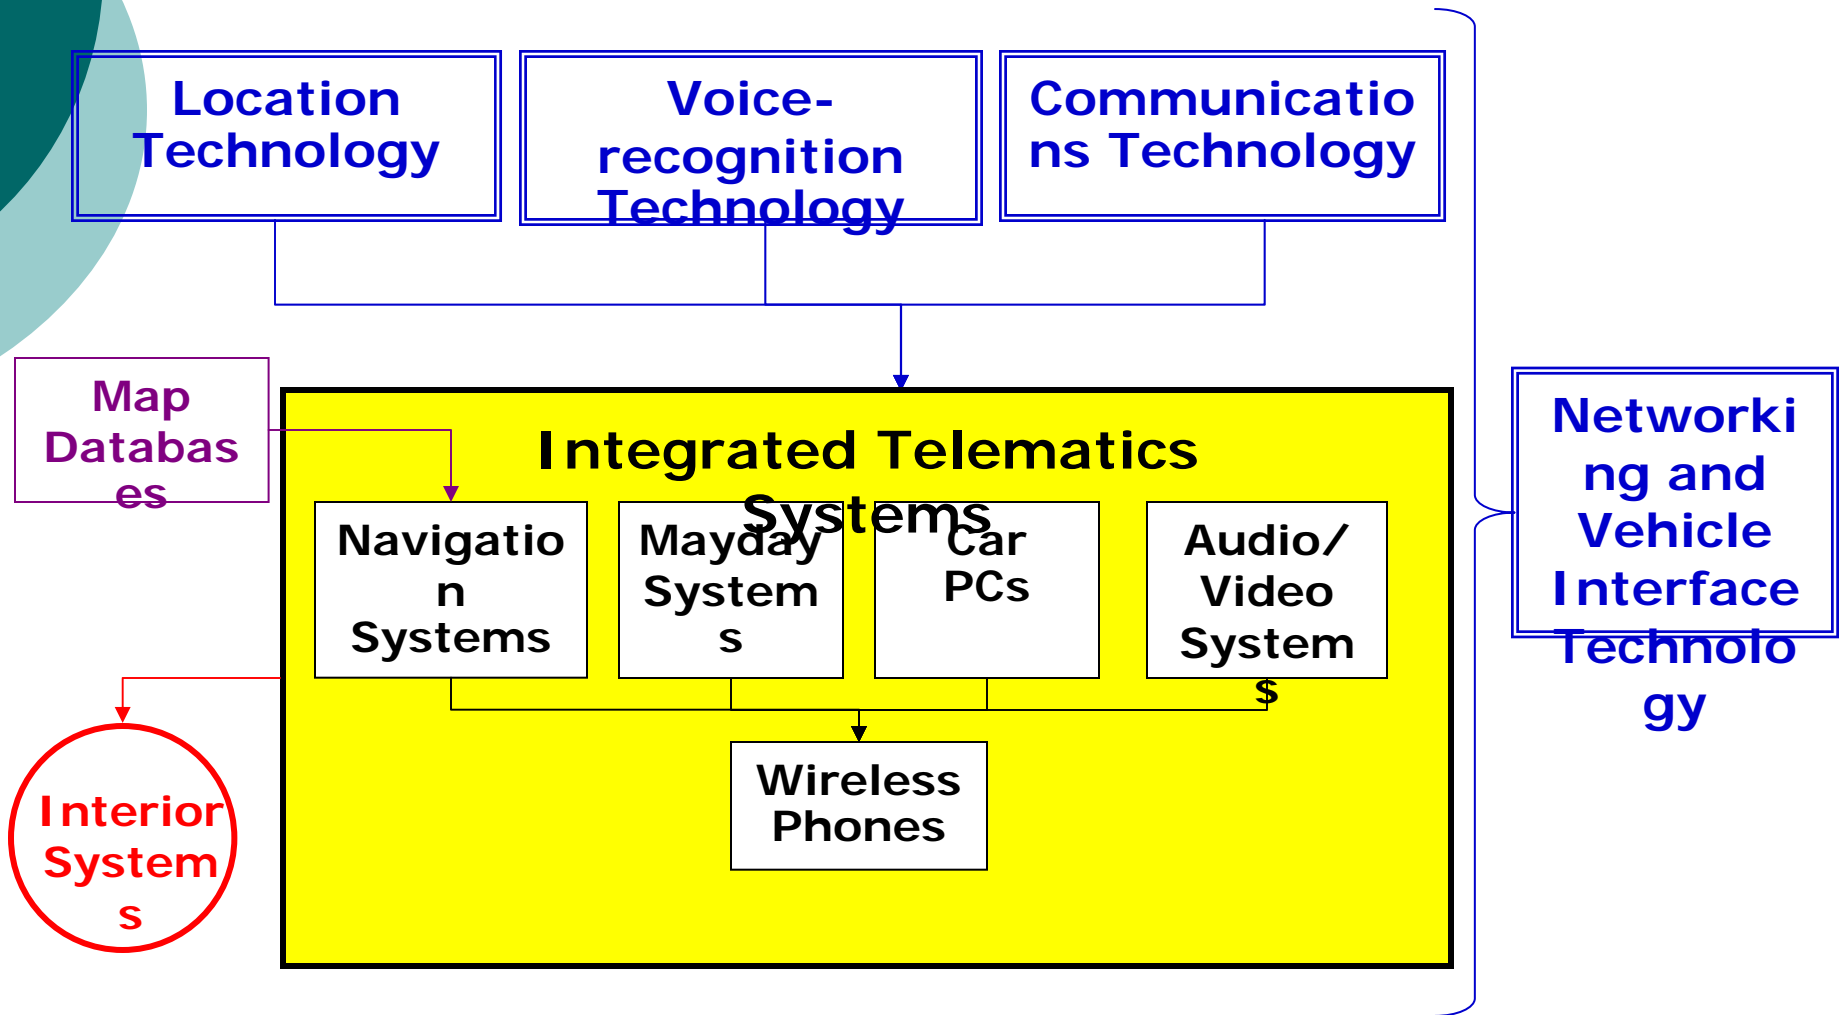 Location
Technology
Voice-
recognition
Technology
Communicatio
ns Technology
Map
Databas
es
Integrated Telematics
Systems
Navigatio
n
Systems
Mayday
System
s
Car
PCs
Audio/
Video
System
s
Wireless
Phones
Interior
System
s
Networki
ng and
Vehicle
Interface
Technolo
gy